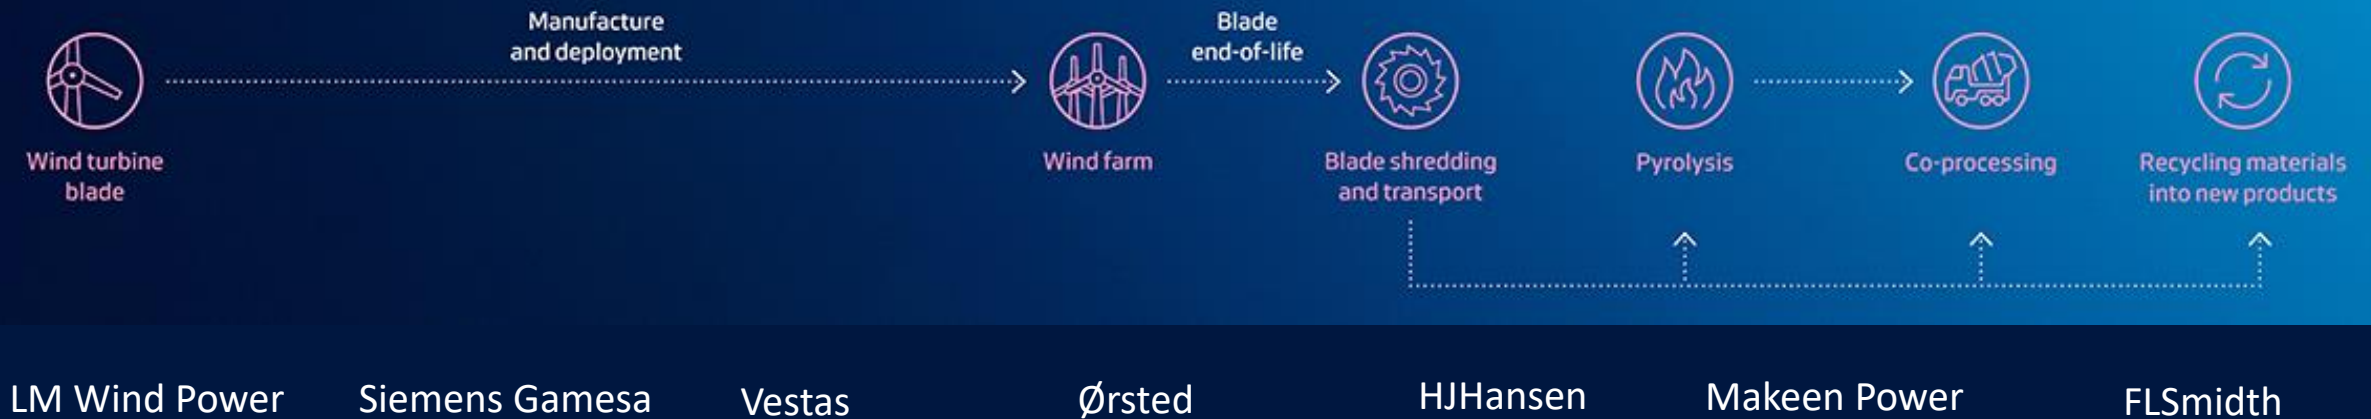 Manufacture
and deployment
Blade
end-of-life
Wind turbine
blade
Wind farm
Blade shredding
and transport
Pyrolysis
Co-processing
Recycling materials
into new products
LM Wind Power
Siemens Gamesa
Vestas
Ørsted
HJHansen
Makeen Power
FLSmidth